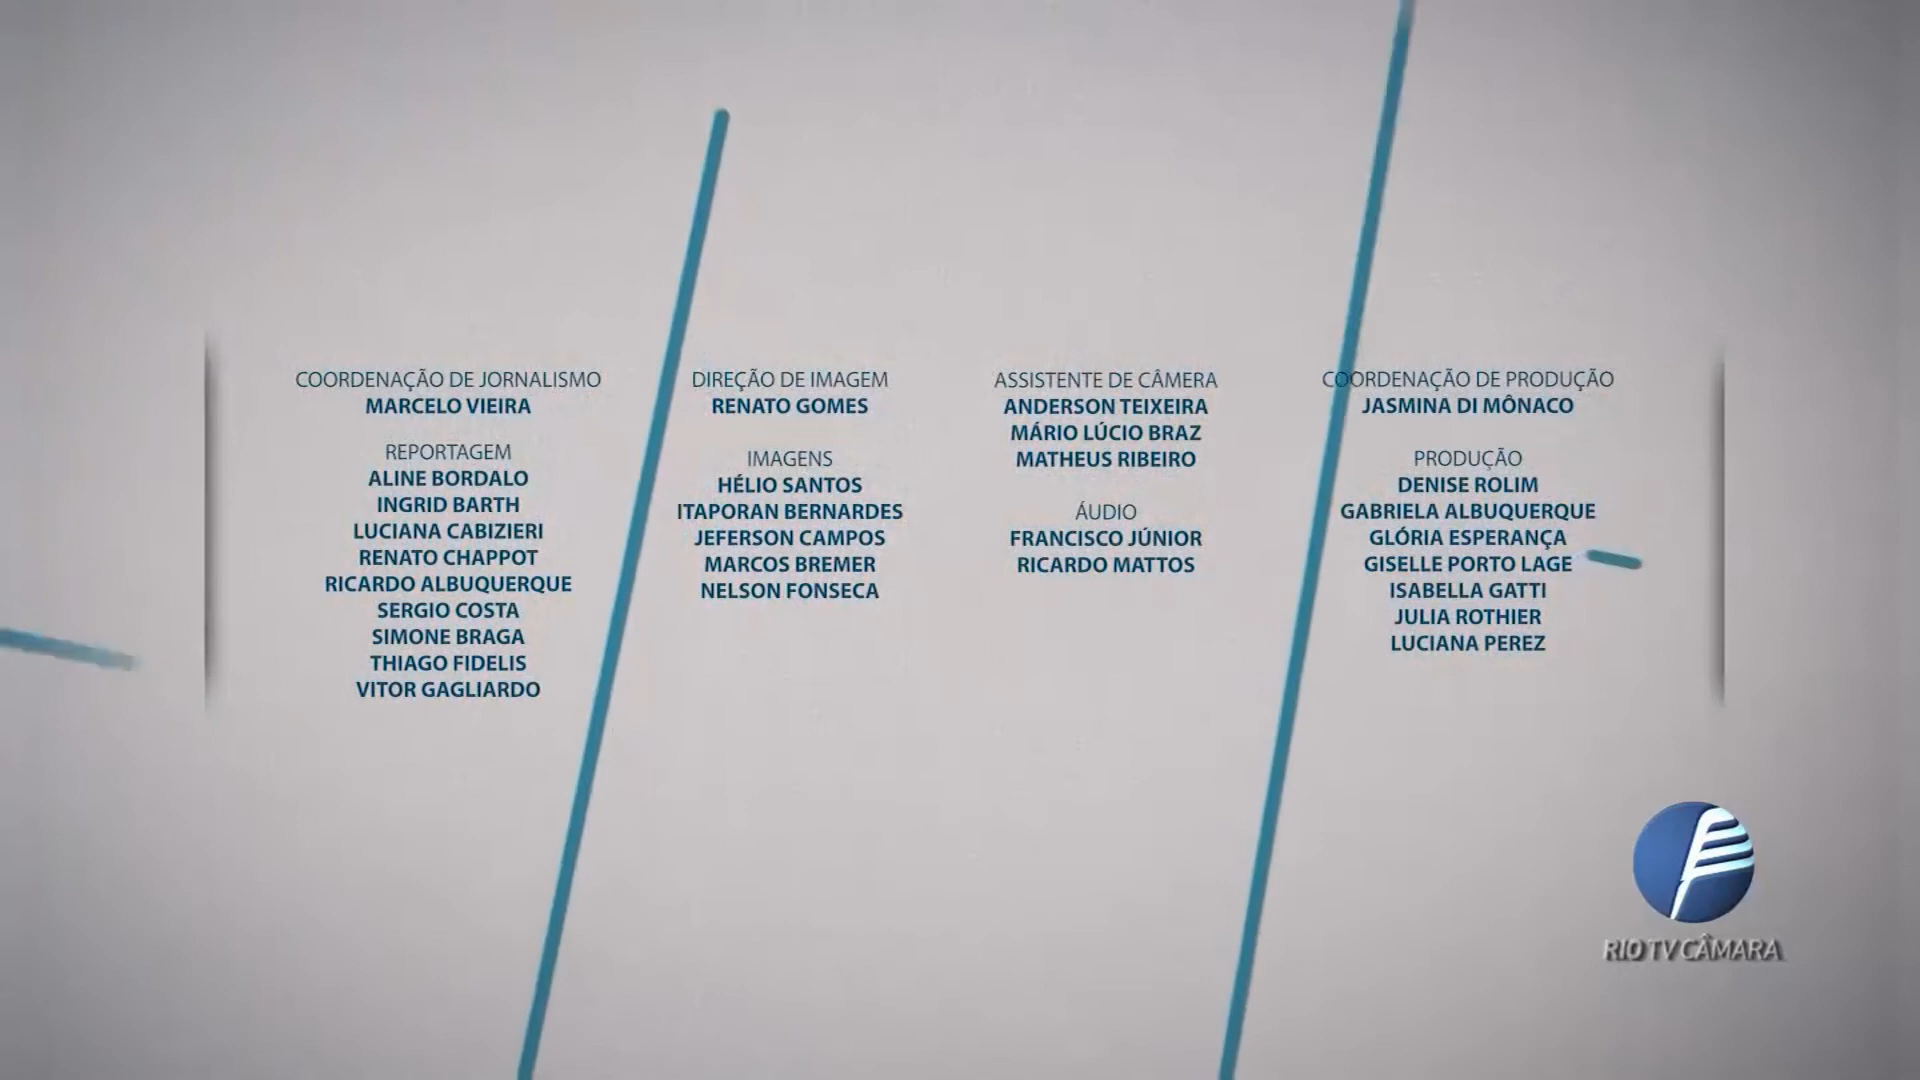 COORDENAÇÃO DE JORNALISMO
MARCELO VIEIRA
REPORTAGEM
ALINE BORDALO
INGRID BARTH
LUCIANA CABIZIERI
RENATO CHAPPOT
RICARDO ALBUQUERQUE
SERGIO COSTA
SIMONE BRAGA
THIAGO FIDELIS
VITOR GAGLIARDO
DIREÇÃO DE IMAGEM
RENATO GOMES
IMAGENS
HÉLIO SANTOS
ITAPORAN BERNARDES
JEFERSON CAMPOS
MARCOS BREMER
NELSON FONSECA
ASSISTENTE DE CÂMERA
ANDERSON TEIXEIRA
MÁRIO LÚCIO BRAZ
MATHEUS RIBEIRO
ÁUDIO
FRANCISCO JÚNIOR
RICARDO MATTOS
COORDENAÇÃO DE PRODUÇÃO
JASMINA DI MÔNACO
PRODUÇÃO
DENISE ROLIM
GABRIELA ALBUQUERQUE
GLÓRIA ESPERANÇA
GISELLE PORTO LAGE
ISABELLA GATTI
JULIA ROTHIER
LUCIANA PEREZ
RIO TV CÂMARA